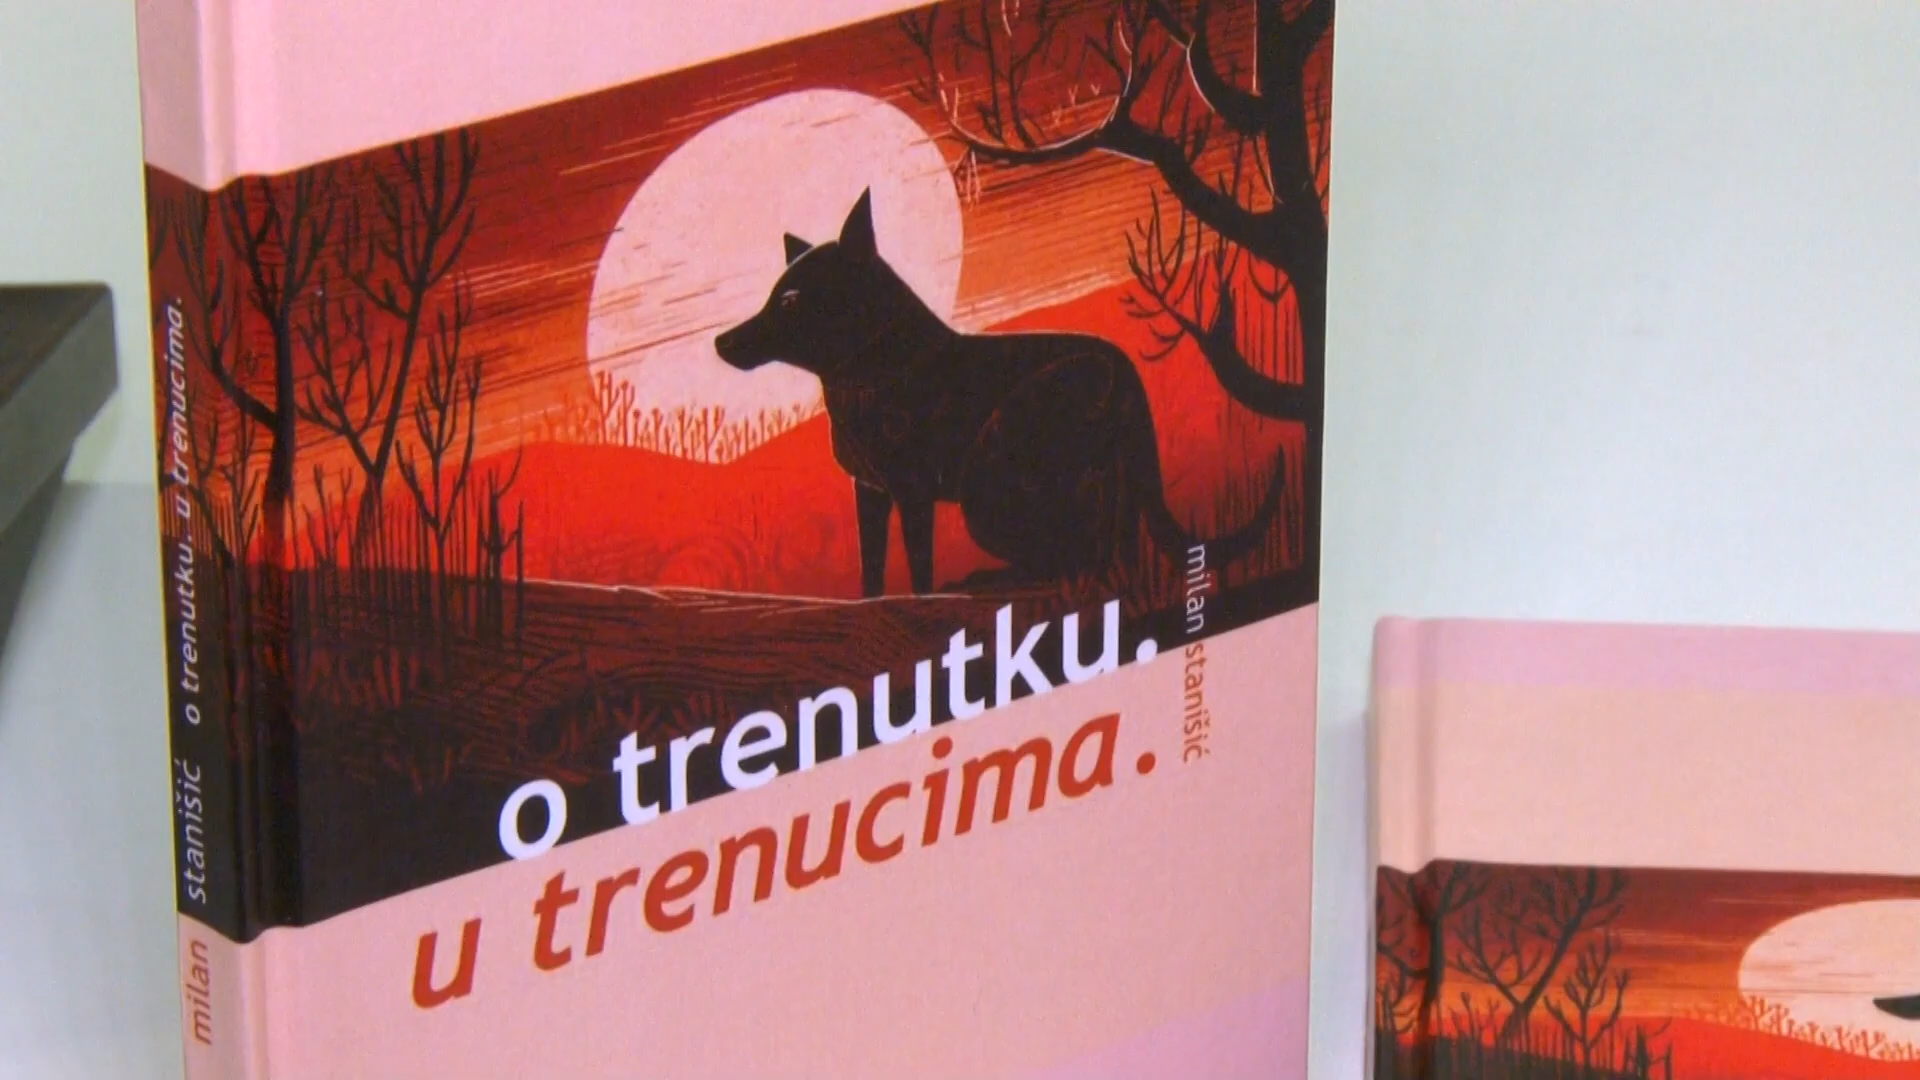 milan stanišić o trenutku. u trenucima.
o trenutku.
u trenucima.
milan stanišić